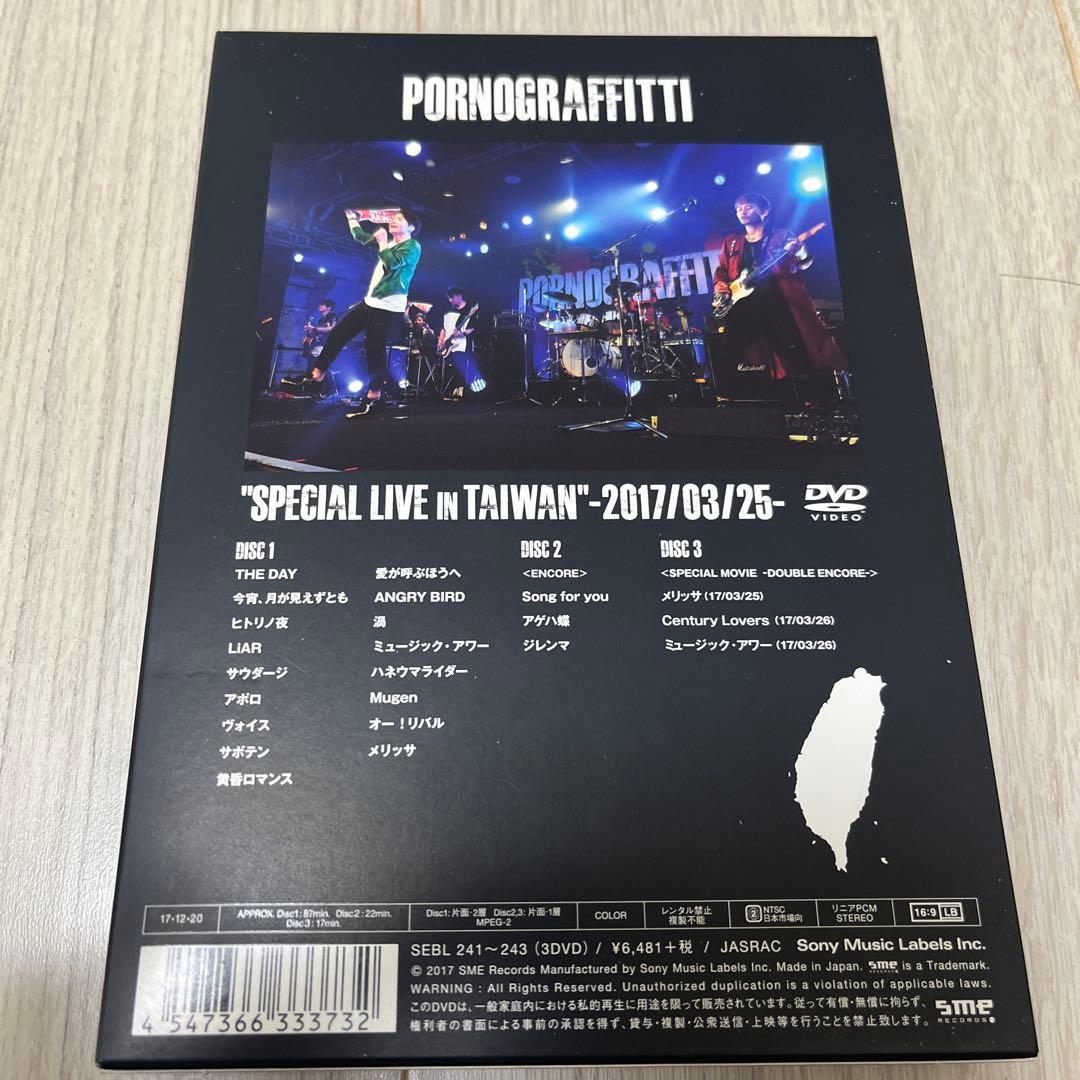 PORNOGRAFFITTI
PORNOGRAFFIT
Marshall
"SPECIAL LIVE IN TAIWAN"-2017/03/25-
DVD
VIDEO
DISC 1
THE DAY
今宵、月が見えずとも
ヒトリノ夜
LiAR
サウダージ
アポロ
ヴォイス
サボテン
黄昏ロマンス
愛が呼ぶほうへ
ANGRY BIRD
渦
ミュージック・アワー
ハネウマライダー
Mugen
オー!リバル
メリッサ
DISC 2
<ENCORE>
Song for you
アゲハ蝶
ジレンマ
DISC 3
<SPECIAL MOVIE -DOUBLE ENCORE->
メリッサ (17/03/25)
Century Lovers (17/03/26)
ミュージック・アワー (17/03/26)
17・12・20
APPROX. Disc1: 87min. Disc2: 22min.
Disc3: 17min.
Disc1: 片面・2層 Disc2,3: 片面・1層
MPEG-2
COLOR
レンタル禁止
複製不能
2 NTSC
日本市場向
リニアPCM
STEREO
16:9 LB
SEBL 241〜243 (3DVD) / ¥6,481+税 / JASRAC Sony Music Labels Inc.
© 2017 SME Records Manufactured by Sony Music Labels Inc. Made in Japan. sme RECORDS is a Trademark.
WARNING : All Rights Reserved. Unauthorized duplication is a violation of applicable laws.
このDVDは、一般家庭内における私的再生に用途を限って販売されています。従って有償・無償に拘らず、
権利者の書面による事前の承認を得ず、貸与・複製・公衆送信・上映等を行うことを禁止致します。
sme
RECORDS
4 547366 333732